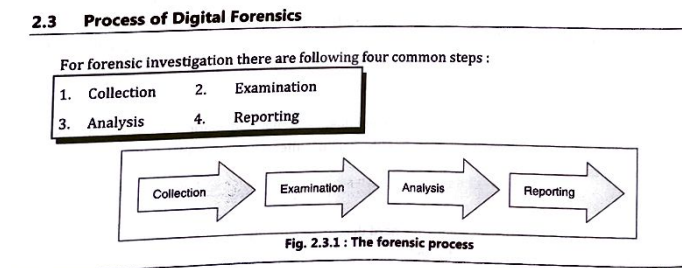 2.3 Process of Digital Forensics
For forensic investigation there are following four common steps :
1. Collection 2. Examination
3. Analysis 4. Reporting
Collection Examination Analysis Reporting
Fig. 2.3.1 : The forensic process